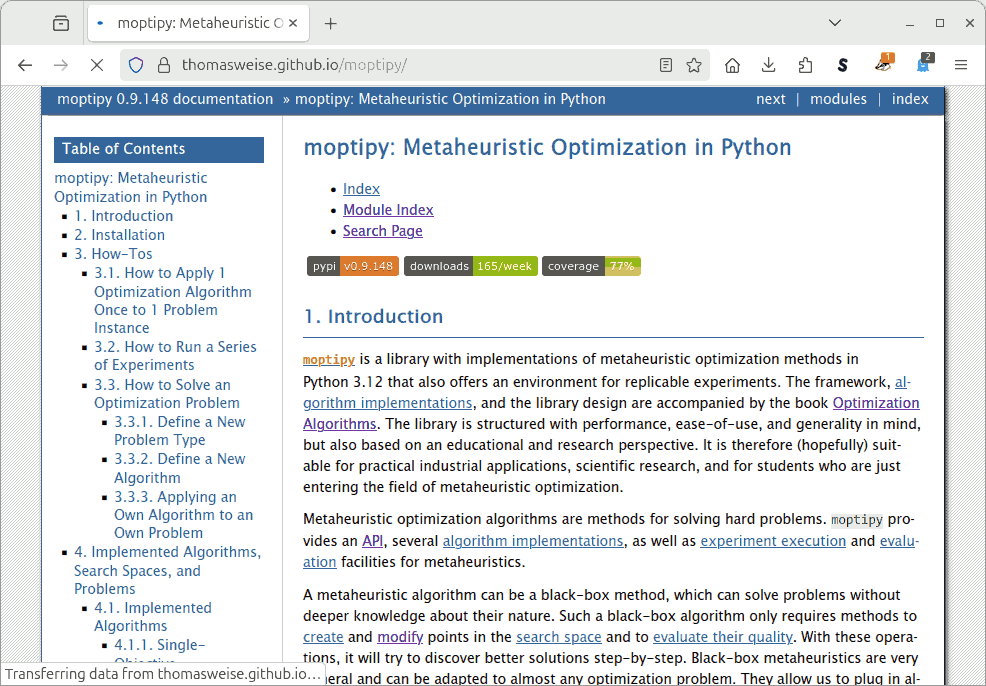 moptipy: Metaheuristic O
thomasweise.github.io/moptipy/
S
1
2
moptipy 0.9.148 documentation » moptipy: Metaheuristic Optimization in Python
next | modules | index
Table of Contents
moptipy: Metaheuristic
Optimization in Python
1. Introduction
2. Installation
3. How-Tos
3.1. How to Apply 1
Optimization Algorithm
Once to 1 Problem
Instance
3.2. How to Run a Series
of Experiments
3.3. How to Solve an
Optimization Problem
3.3.1. Define a New
Problem Type
3.3.2. Define a New
Algorithm
3.3.3. Applying an
Own Algorithm to an
Own Problem
4. Implemented Algorithms,
Search Spaces, and
Problems
4.1. Implemented
Algorithms
4.1.1. Single-
Objective
moptipy: Metaheuristic Optimization in Python
Index
Module Index
Search Page
pypi v0.9.148 downloads 165/week coverage 77%
1. Introduction
moptipy is a library with implementations of metaheuristic optimization methods in
Python 3.12 that also offers an environment for replicable experiments. The framework, al-
gorithm implementations, and the library design are accompanied by the book Optimization
Algorithms. The library is structured with performance, ease-of-use, and generality in mind,
but also based on an educational and research perspective. It is therefore (hopefully) suit-
able for practical industrial applications, scientific research, and for students who are just
entering the field of metaheuristic optimization.
Metaheuristic optimization algorithms are methods for solving hard problems. moptipy pro-
vides an API, several algorithm implementations, as well as experiment execution and evalu-
ation facilities for metaheuristics.
A metaheuristic algorithm can be a black-box method, which can solve problems without
deeper knowledge about their nature. Such a black-box algorithm only requires methods to
create and modify points in the search space and to evaluate their quality. With these opera-
tions, it will try to discover better solutions step-by-step. Black-box metaheuristics are very
neral and can be adapted to almost any optimization problem. They allow us to plug in al-
Transferring data from thomasweise.github.io…